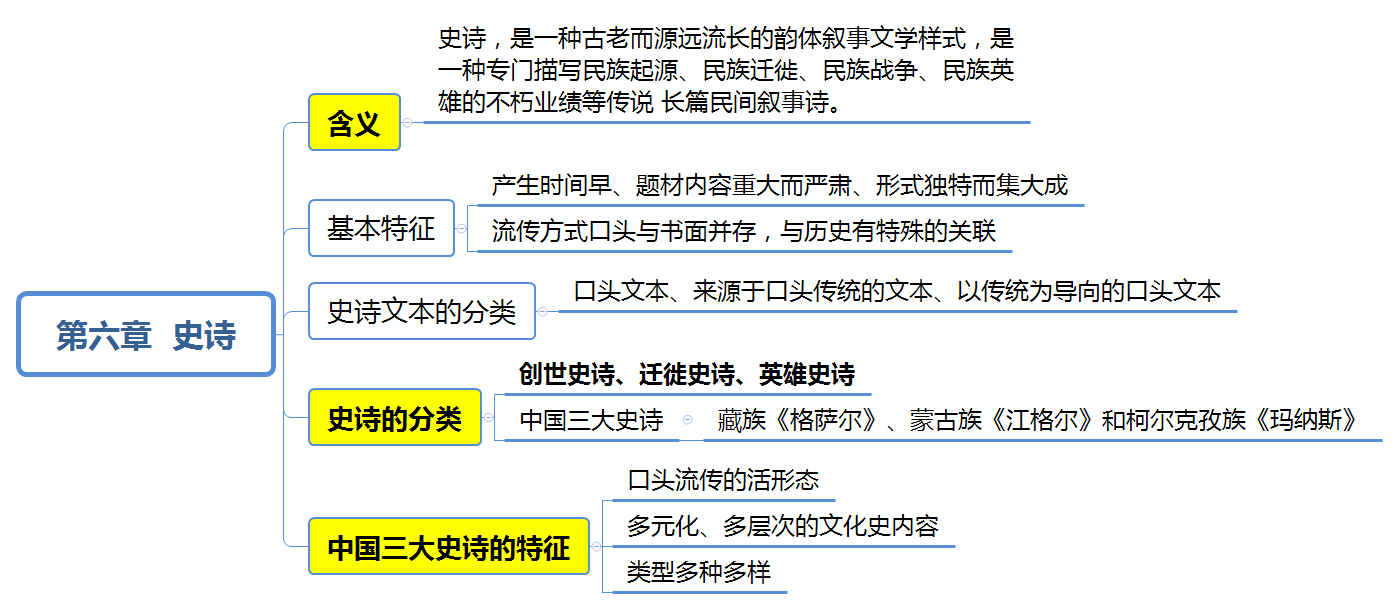 史诗，是一种古老而源远流长的韵体叙事文学样式，是
一种专门描写民族起源、民族迁徙、民族战争、民族英
雄的不朽业绩等传说 长篇民间叙事诗。
含义
产生时间早、题材内容重大而严肃、形式独特而集大成
基本特征
流传方式口头与书面并存，与历史有特殊的关联
口头文本、来源于口头传统的文本、以传统为导向的口头文本
史诗文本的分类
第六章 史诗
创世史诗、迁徙史诗、英雄史诗
史诗的分类
中国三大史诗
藏族《格萨尔》、蒙古族《江格尔》和柯尔克孜族《玛纳斯》
口头流传的活形态
多元化、多层次的文化史内容
中国三大史诗的特征
类型多种多样